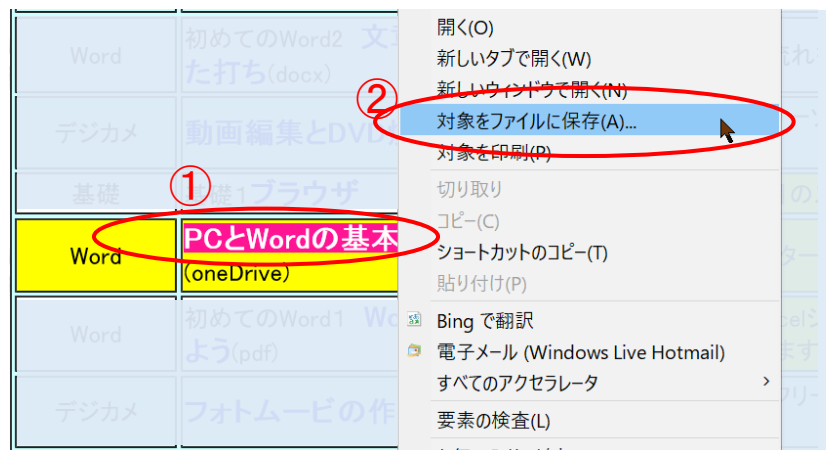 Word
初めてのWord2 文
た打ち(docx)
デジカメ
動画編集とDVD
基礎
基礎1ブラウザ
①
Word
PCとWordの基本
(oneDrive)
Word
初めてのWord1 Wo
よう(pdf)
デジカメ
フォトムービの作
②
開く(O)
新しいタブで開く(W)
新しいウィンドウで開く(N)
対象をファイルに保存(A)...
対象を印刷(P)
切り取り
コピー(C)
ショートカットのコピー(T)
貼り付け(P)
Bing で翻訳
電子メール (Windows Live Hotmail)
すべてのアクセラレータ
要素の検査(L)